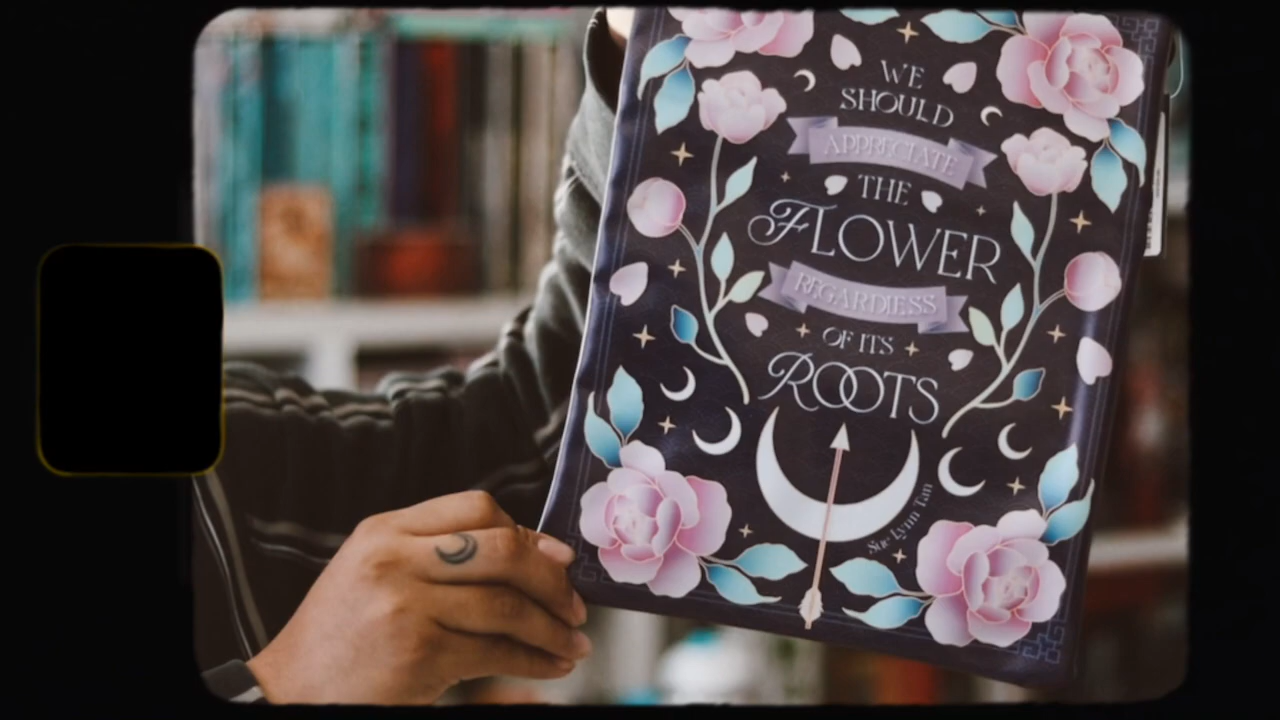 WE
SHOULD
APPRECIATE
THE
FLOWER
REGARDLESS
OF ITS
ROOTS
Sue Lynn Tan